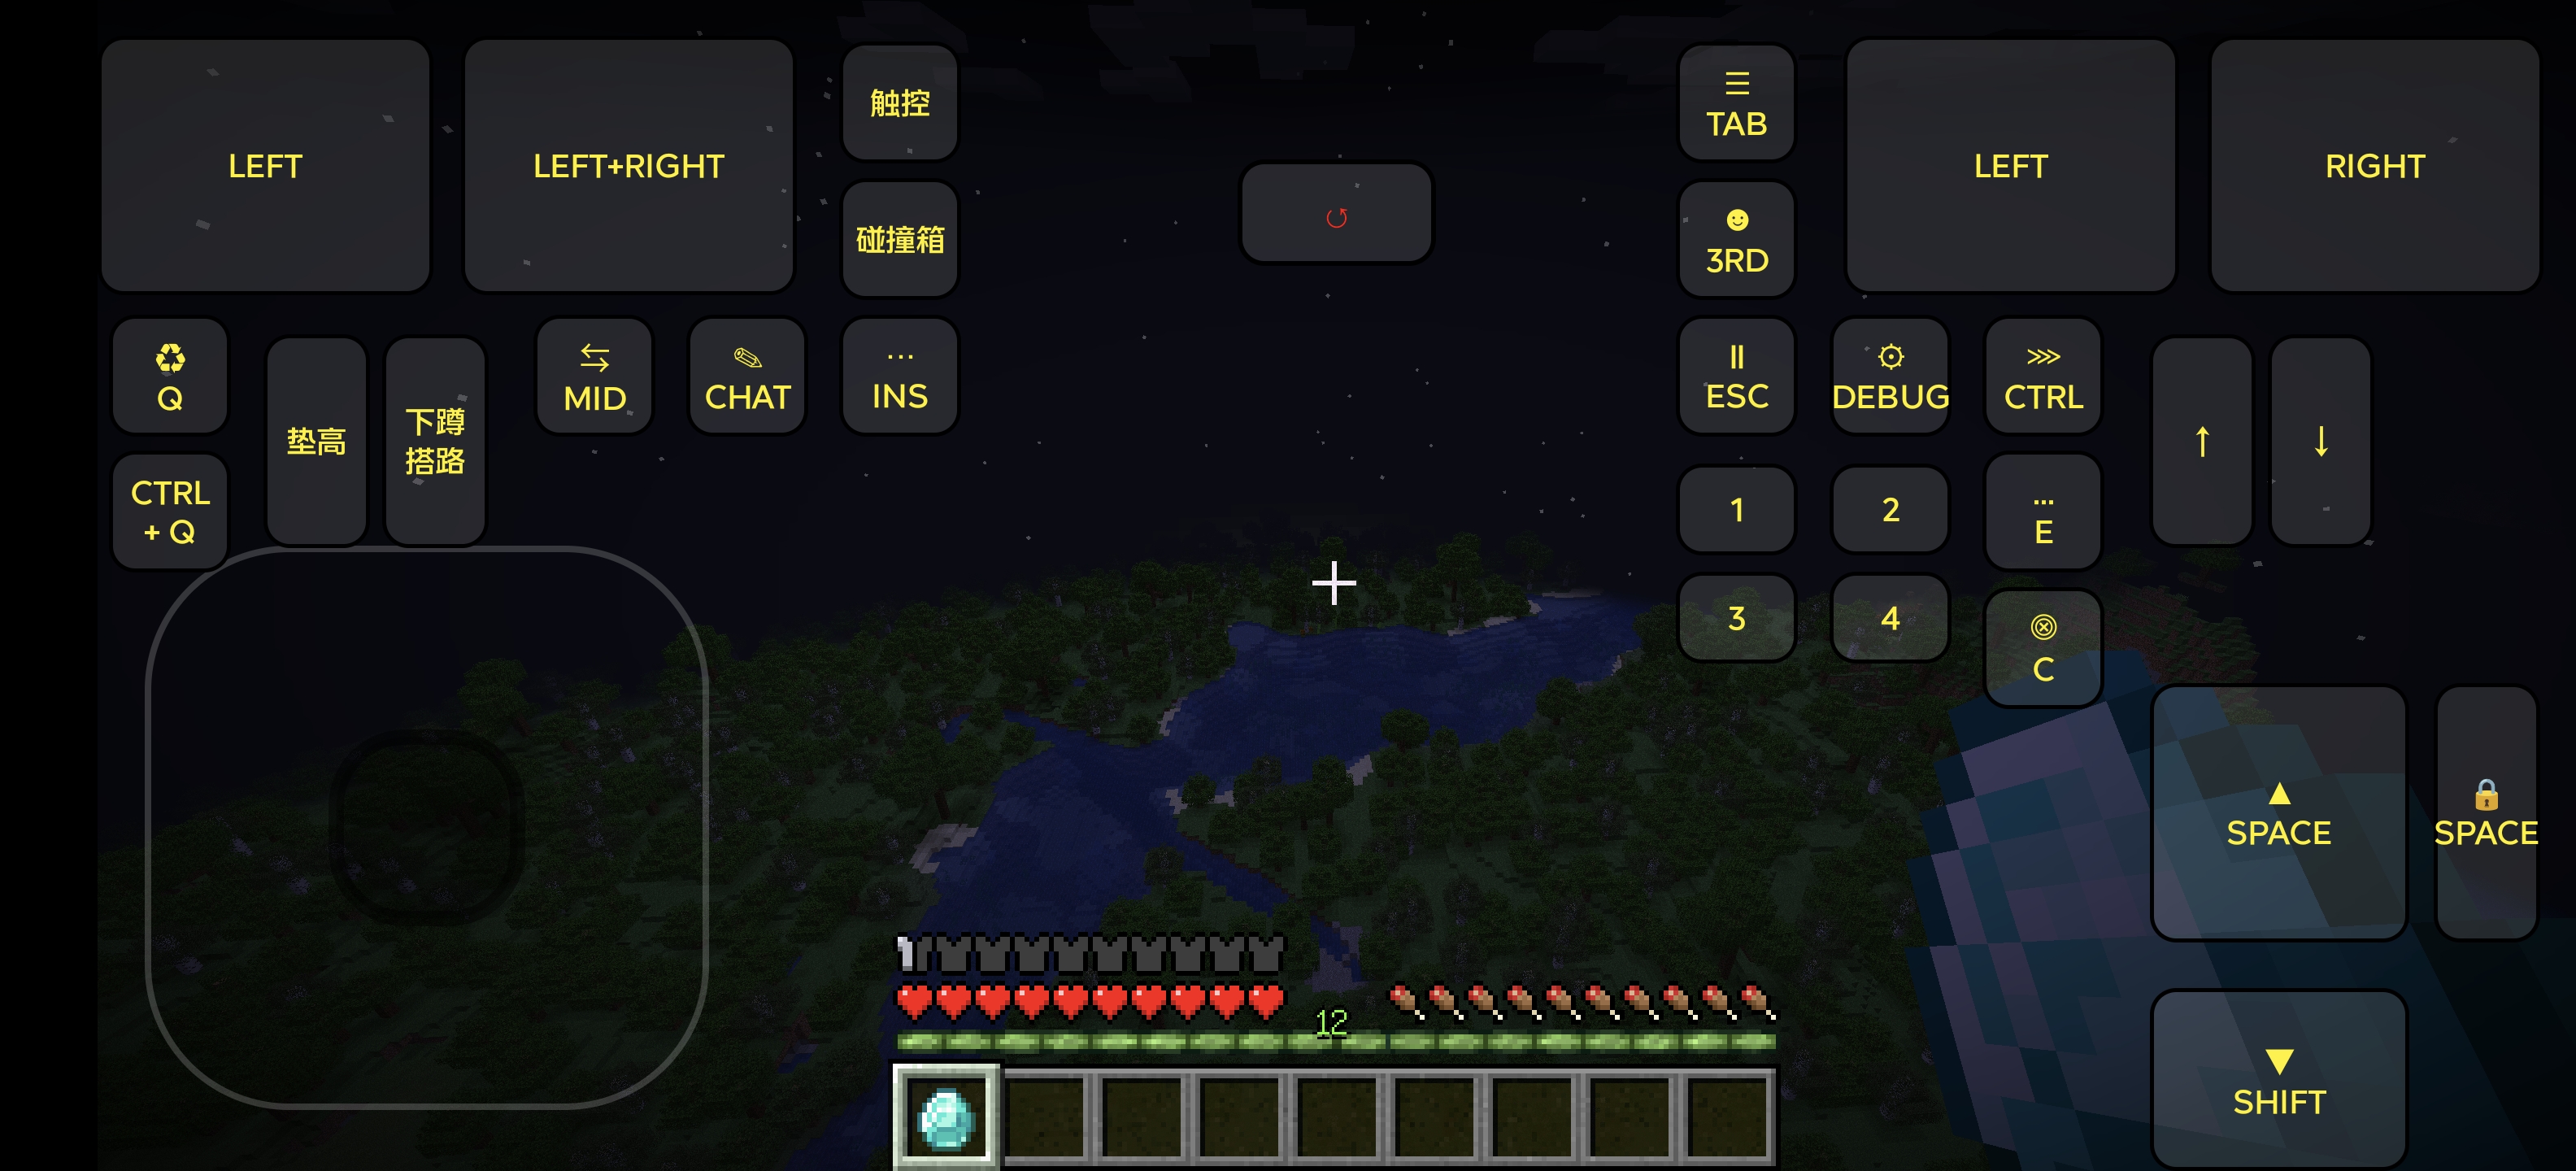 LEFT
LEFT+RIGHT
触控
TAB
LEFT
RIGHT
碰撞箱
3RD
Q
垫高
下蹲
搭路
MID
CHAT
INS
ESC
DEBUG
CTRL
↑
↓
CTRL
+ Q
1
2
E
3
4
C
SPACE
SPACE
12
SHIFT